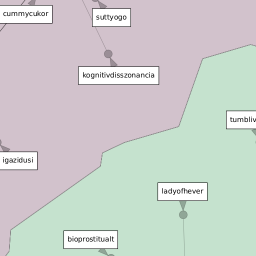 cummycukor
suttyogo
kognitivdisszonancia
tumbliv
igazidusi
ladyofhever
bioprostitualt